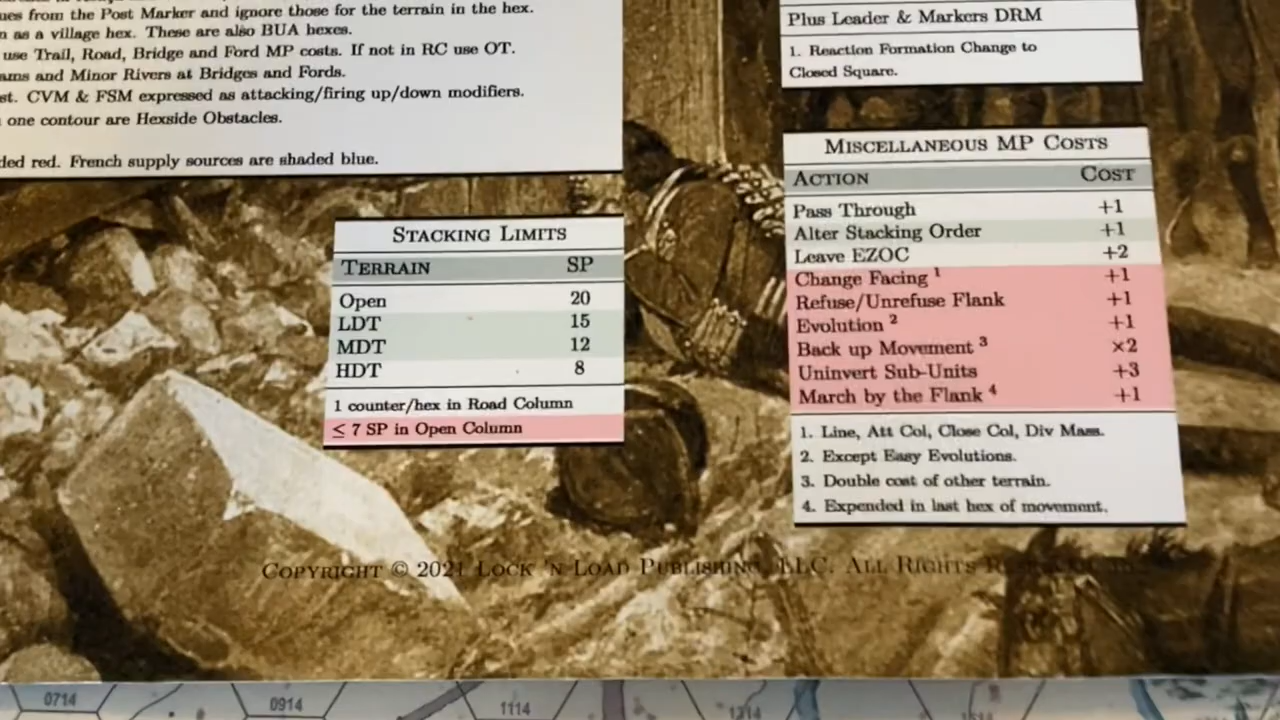 ues from the Post Marker and ignore those for the terrain in the hex.
n as a village hex. These are also BUA hexes.
use Trail, Road, Bridge and Ford MP costs. If not in RC use OT.
ams and Minor Rivers at Bridges and Fords.
st. CVM & FSM expressed as attacking/firing up/down modifiers.
one contour are Hexside Obstacles.
ded red. French supply sources are shaded blue.
STACKING LIMITS
TERRAIN SP
Open 20
LDT 15
MDT 12
HDT 8
1 counter/hex in Road Column
≤ 7 SP in Open Column
Plus Leader & Markers DRM
1. Reaction Formation Change to
Closed Square.
MISCELLANEOUS MP COSTS
ACTION COST
Pass Through +1
Alter Stacking Order +1
Leave EZOC +2
Change Facing ¹ +1
Refuse/Unrefuse Flank +1
Evolution ² +1
Back up Movement ³ ×2
Uninvert Sub-Units +3
March by the Flank ⁴ +1
1. Line, Att Col, Close Col, Div Mass.
2. Except Easy Evolutions.
3. Double cost of other terrain.
4. Expended in last hex of movement.
COPYRIGHT © 2021 LOCK 'N LOAD PUBLISHING, LLC. ALL RIGHTS
0714 0914 1114 1314